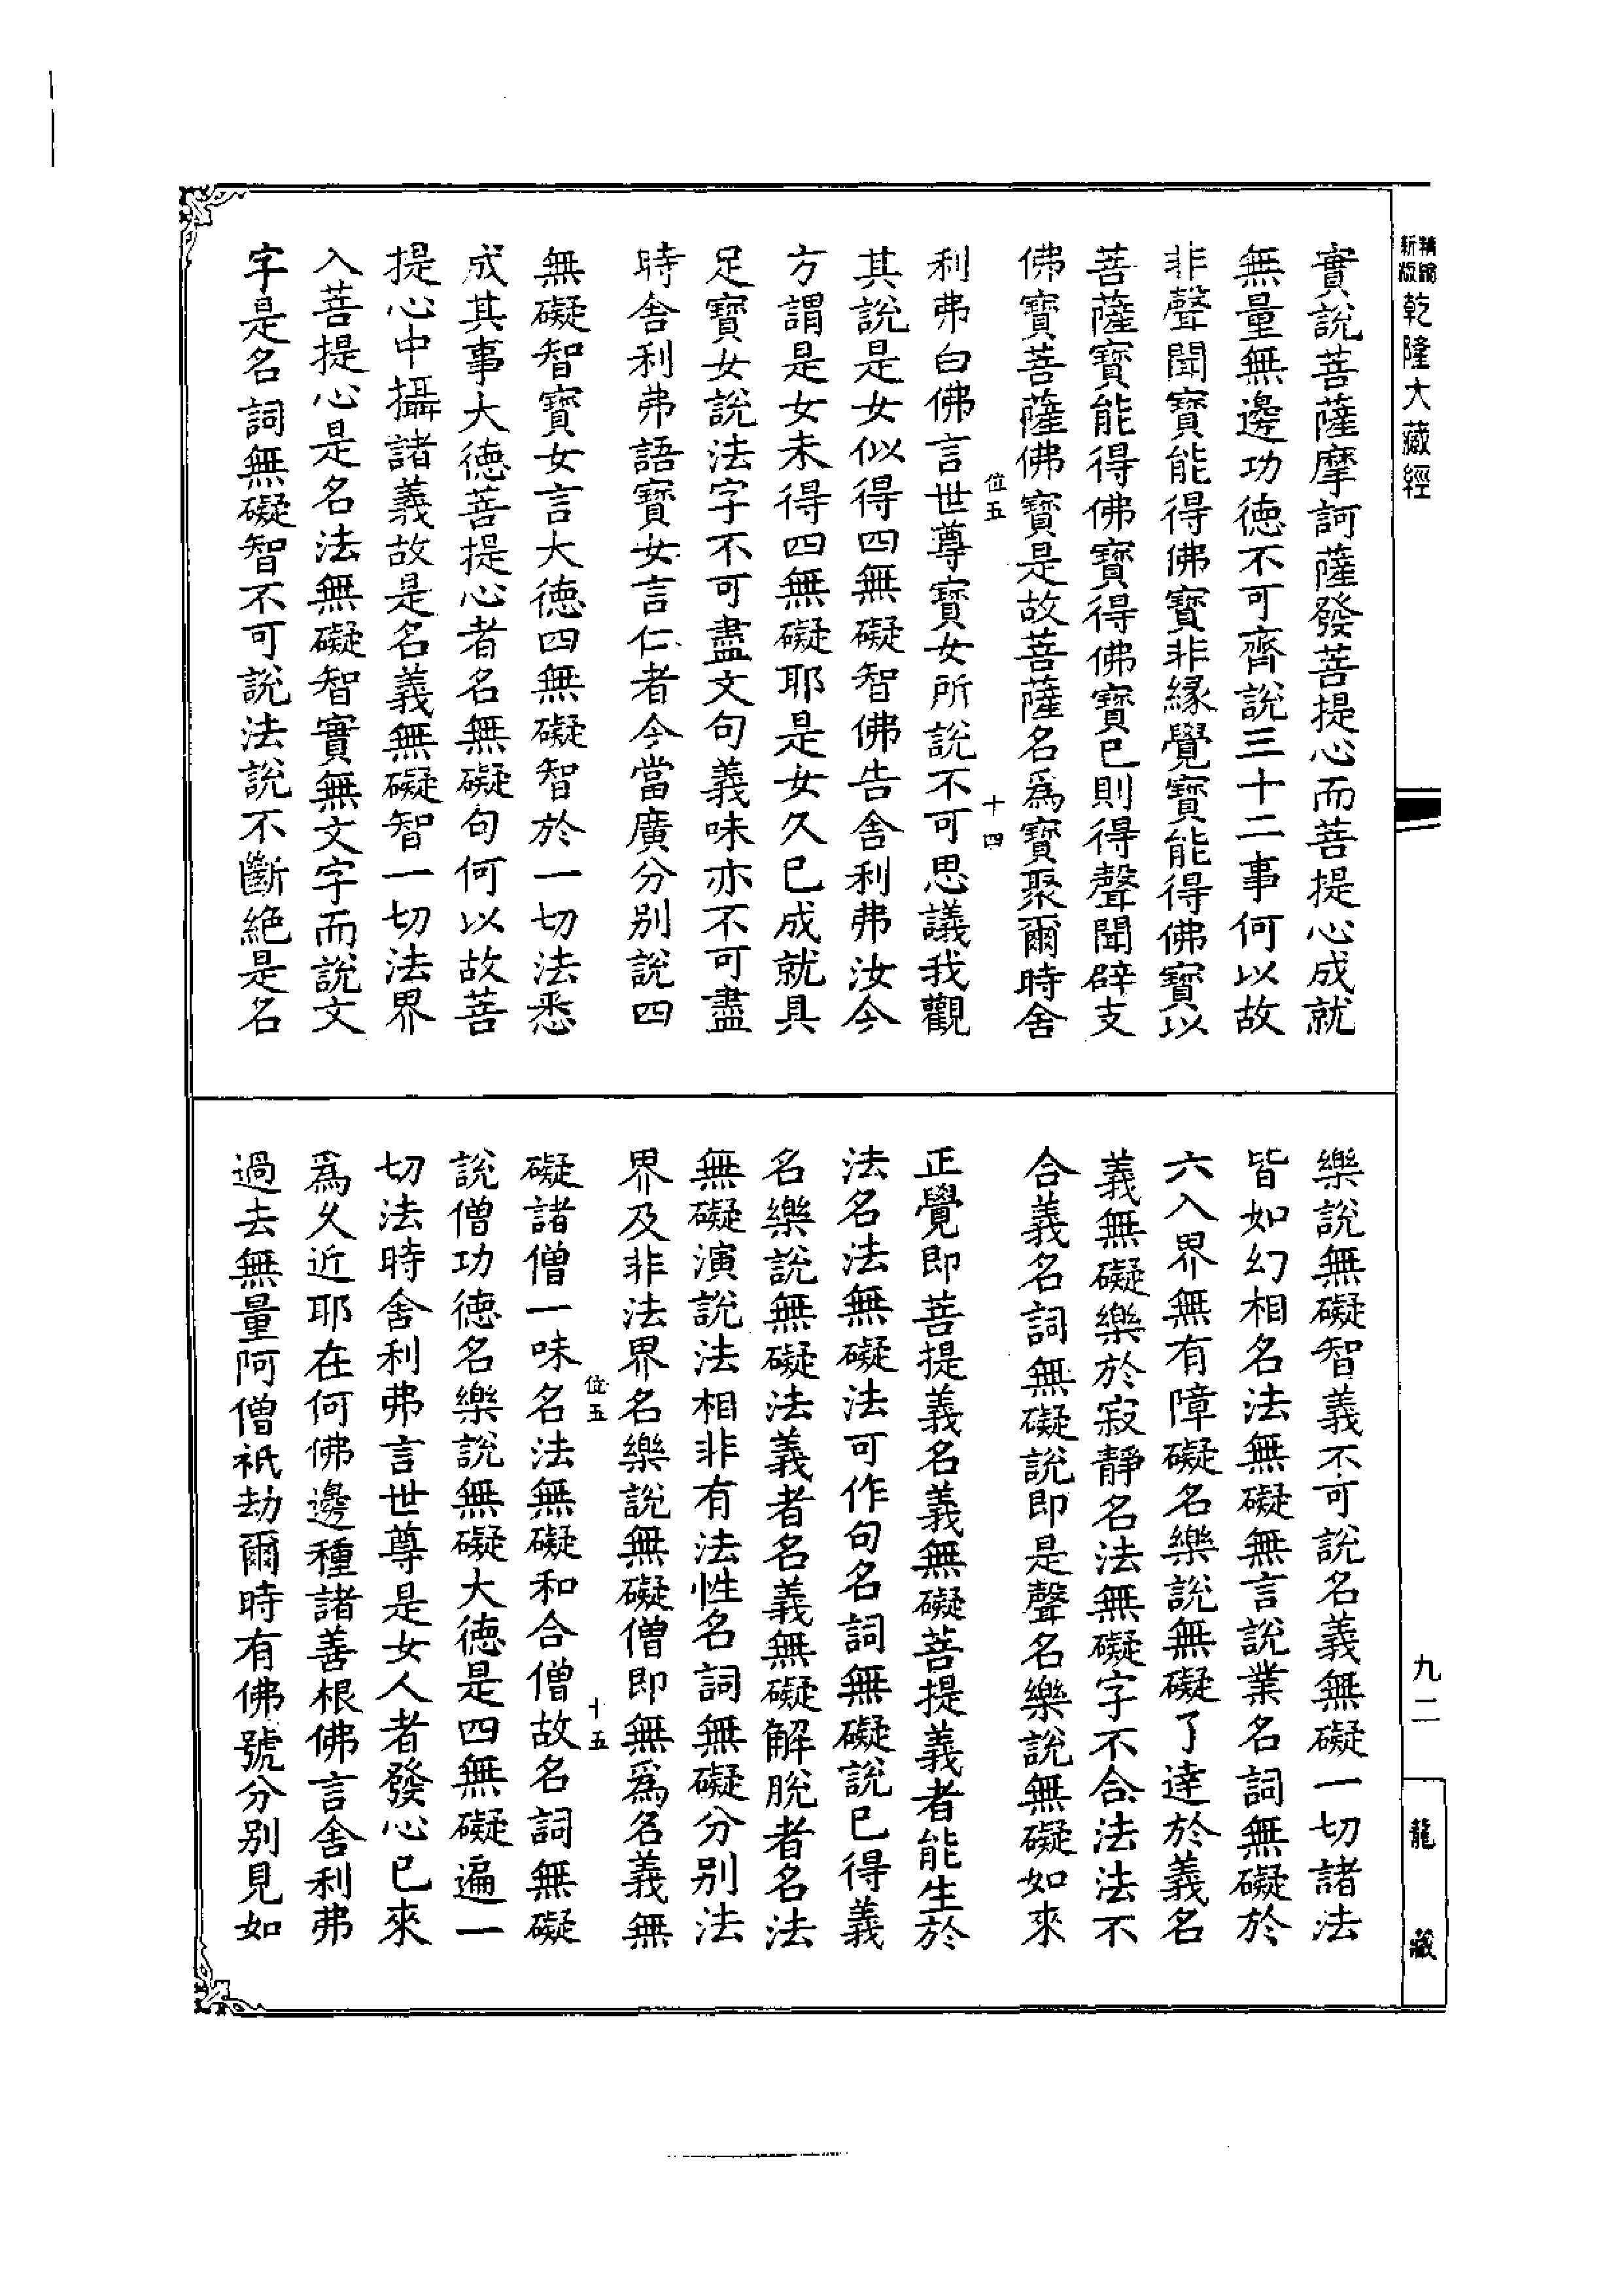 精縮新版乾隆大藏經
實說菩薩摩訶薩發菩提心而菩提心成就
無量無邊功德不可齊說三十二事何以故
非聲聞寶能得佛寶非緣覺寶能得佛寶以
菩薩寶能得佛寶得佛寶已則得聲聞辟支
佛寶菩薩佛寶是故菩薩名爲寶聚爾時舍
位五 十四
利弗白佛言世尊寶女所說不可思議我觀
其說是女似得四無礙智佛告舍利弗汝今
方謂是女未得四無礙耶是女久已成就具
足寶女說法字不可盡文句義味亦不可盡
時舍利弗語寶女言仁者今當廣分別說四
無礙智寶女言大德四無礙智於一切法悉
成其事大德菩提心者名無礙句何以故菩
提心中攝諸義故是名義無礙智一切法界
入菩提心是名法無礙智實無文字而說文
字是名詞無礙智不可說法說不斷絕是名
樂說無礙智義不可說名義無礙一切諸法
皆如幻相名法無礙無言說業名詞無礙於
六入界無有障礙名樂說無礙了達於義名
義無礙樂於寂靜名法無礙字不合法法不
合義名詞無礙說即是聲名樂說無礙如來
正覺即菩提義名義無礙菩提義者能生於
法名法無礙法可作句名詞無礙說已得義
名樂說無礙法義者名義無礙解脫者名法
無礙演說法相非有法性名詞無礙分別法
界及非法界名樂說無礙僧即無爲名義無
位五 十五
礙諸僧一味名法無礙和合僧故名詞無礙
說僧功德名樂說無礙大德是四無礙遍一
切法時舍利弗言世尊是女人者發心已來
爲久近耶在何佛邊種諸善根佛言舍利弗
過去無量阿僧祇劫爾時有佛號分別見如
九二
龍藏